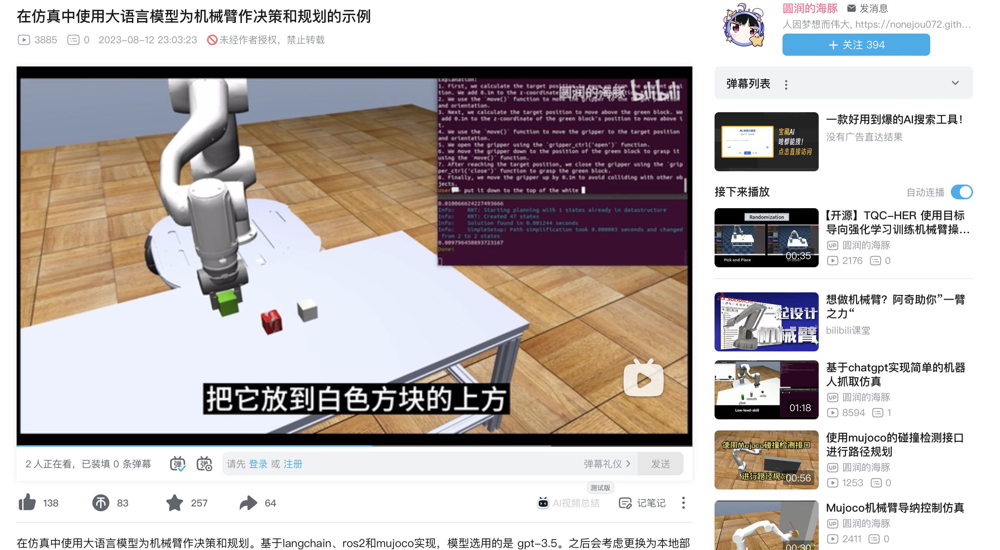 在仿真中使用大语言模型为机械臂作决策和规划的示例
3885 0 2023-08-12 23:03:23 未经作者授权，禁止转载
圆润的海豚 发消息
人因梦想而伟大, https://nonejou072.gith...
+ 关注 394
Explanation:
1. First, we calculate the target position to move up from the current posi
tion. We add 0.1m to the z-coordinate
圆润的海豚 bilibili
2. We use the `move()` function to move the gripper to the target position
and orientation.
3. Next, we calculate the target position to move above the green block. We
add 0.1m to the z-coordinate of the green block's position to move above i
t.
4. We use the `move()` function to move the gripper to the target position
and orientation.
5. We open the gripper using the `gripper_ctrl('open')` function.
6. We move the gripper down to the position of the green block to grasp it
using the `move()` function.
7. After reaching the target position, we close the gripper using the `grip
per_ctrl('close')` function to grasp the green block.
8. Finally, we move the gripper up by 0.1m to avoid colliding with other ob
jects.
User put it down to the top of the white
0.010066624227493666
Info: RRT: Starting planning with 1 states already in datastructure
Info: RRT: Created 47 states
Info: Solution found in 0.001244 seconds
Info: SimpleSetup: Path simplification took 0.000003 seconds and changed
from 2 to 2 states
0.009796450893723167
Done!
把它放到白色方块的上方
2 人正在看，已装填 0 条弹幕
弹
弹
请先 登录 或 注册
弹幕礼仪 >
发送
138
83
257
64
测试版
AI视频总结
记笔记
在仿真中使用大语言模型为机械臂作决策和规划。基于langchain、ros2和mujoco实现，模型选用的是 gpt-3.5。之后会考虑更换为本地部
弹幕列表
秘塔AI搜索
宝藏AI
啥都能搜！
点击直接访问
一款好用到爆的AI搜索工具！
没有广告直达结果
接下来播放
自动连播
Randomization
Pick and Place
Drawer
00:35
【开源】TQC-HER 使用目标
导向强化学习训练机械臂操...
UP 圆润的海豚
2176 0
SOLIDWORKS
起设计
机械臂
想做机械臂？阿奇助你”一臂
之力“
bilibili课堂
glass
ceramic
coke
Low-level-skill
01:18
基于chatgpt实现简单的机器
人抓取仿真
UP 圆润的海豚
8594 1
使用Mujoco碰撞检测接口
进行路径规划
00:56
使用mujoco的碰撞检测接口
进行路径规划
UP 圆润的海豚
1253 0
00:30
Mujoco机械臂导纳控制仿真
UP 圆润的海豚
2411 0